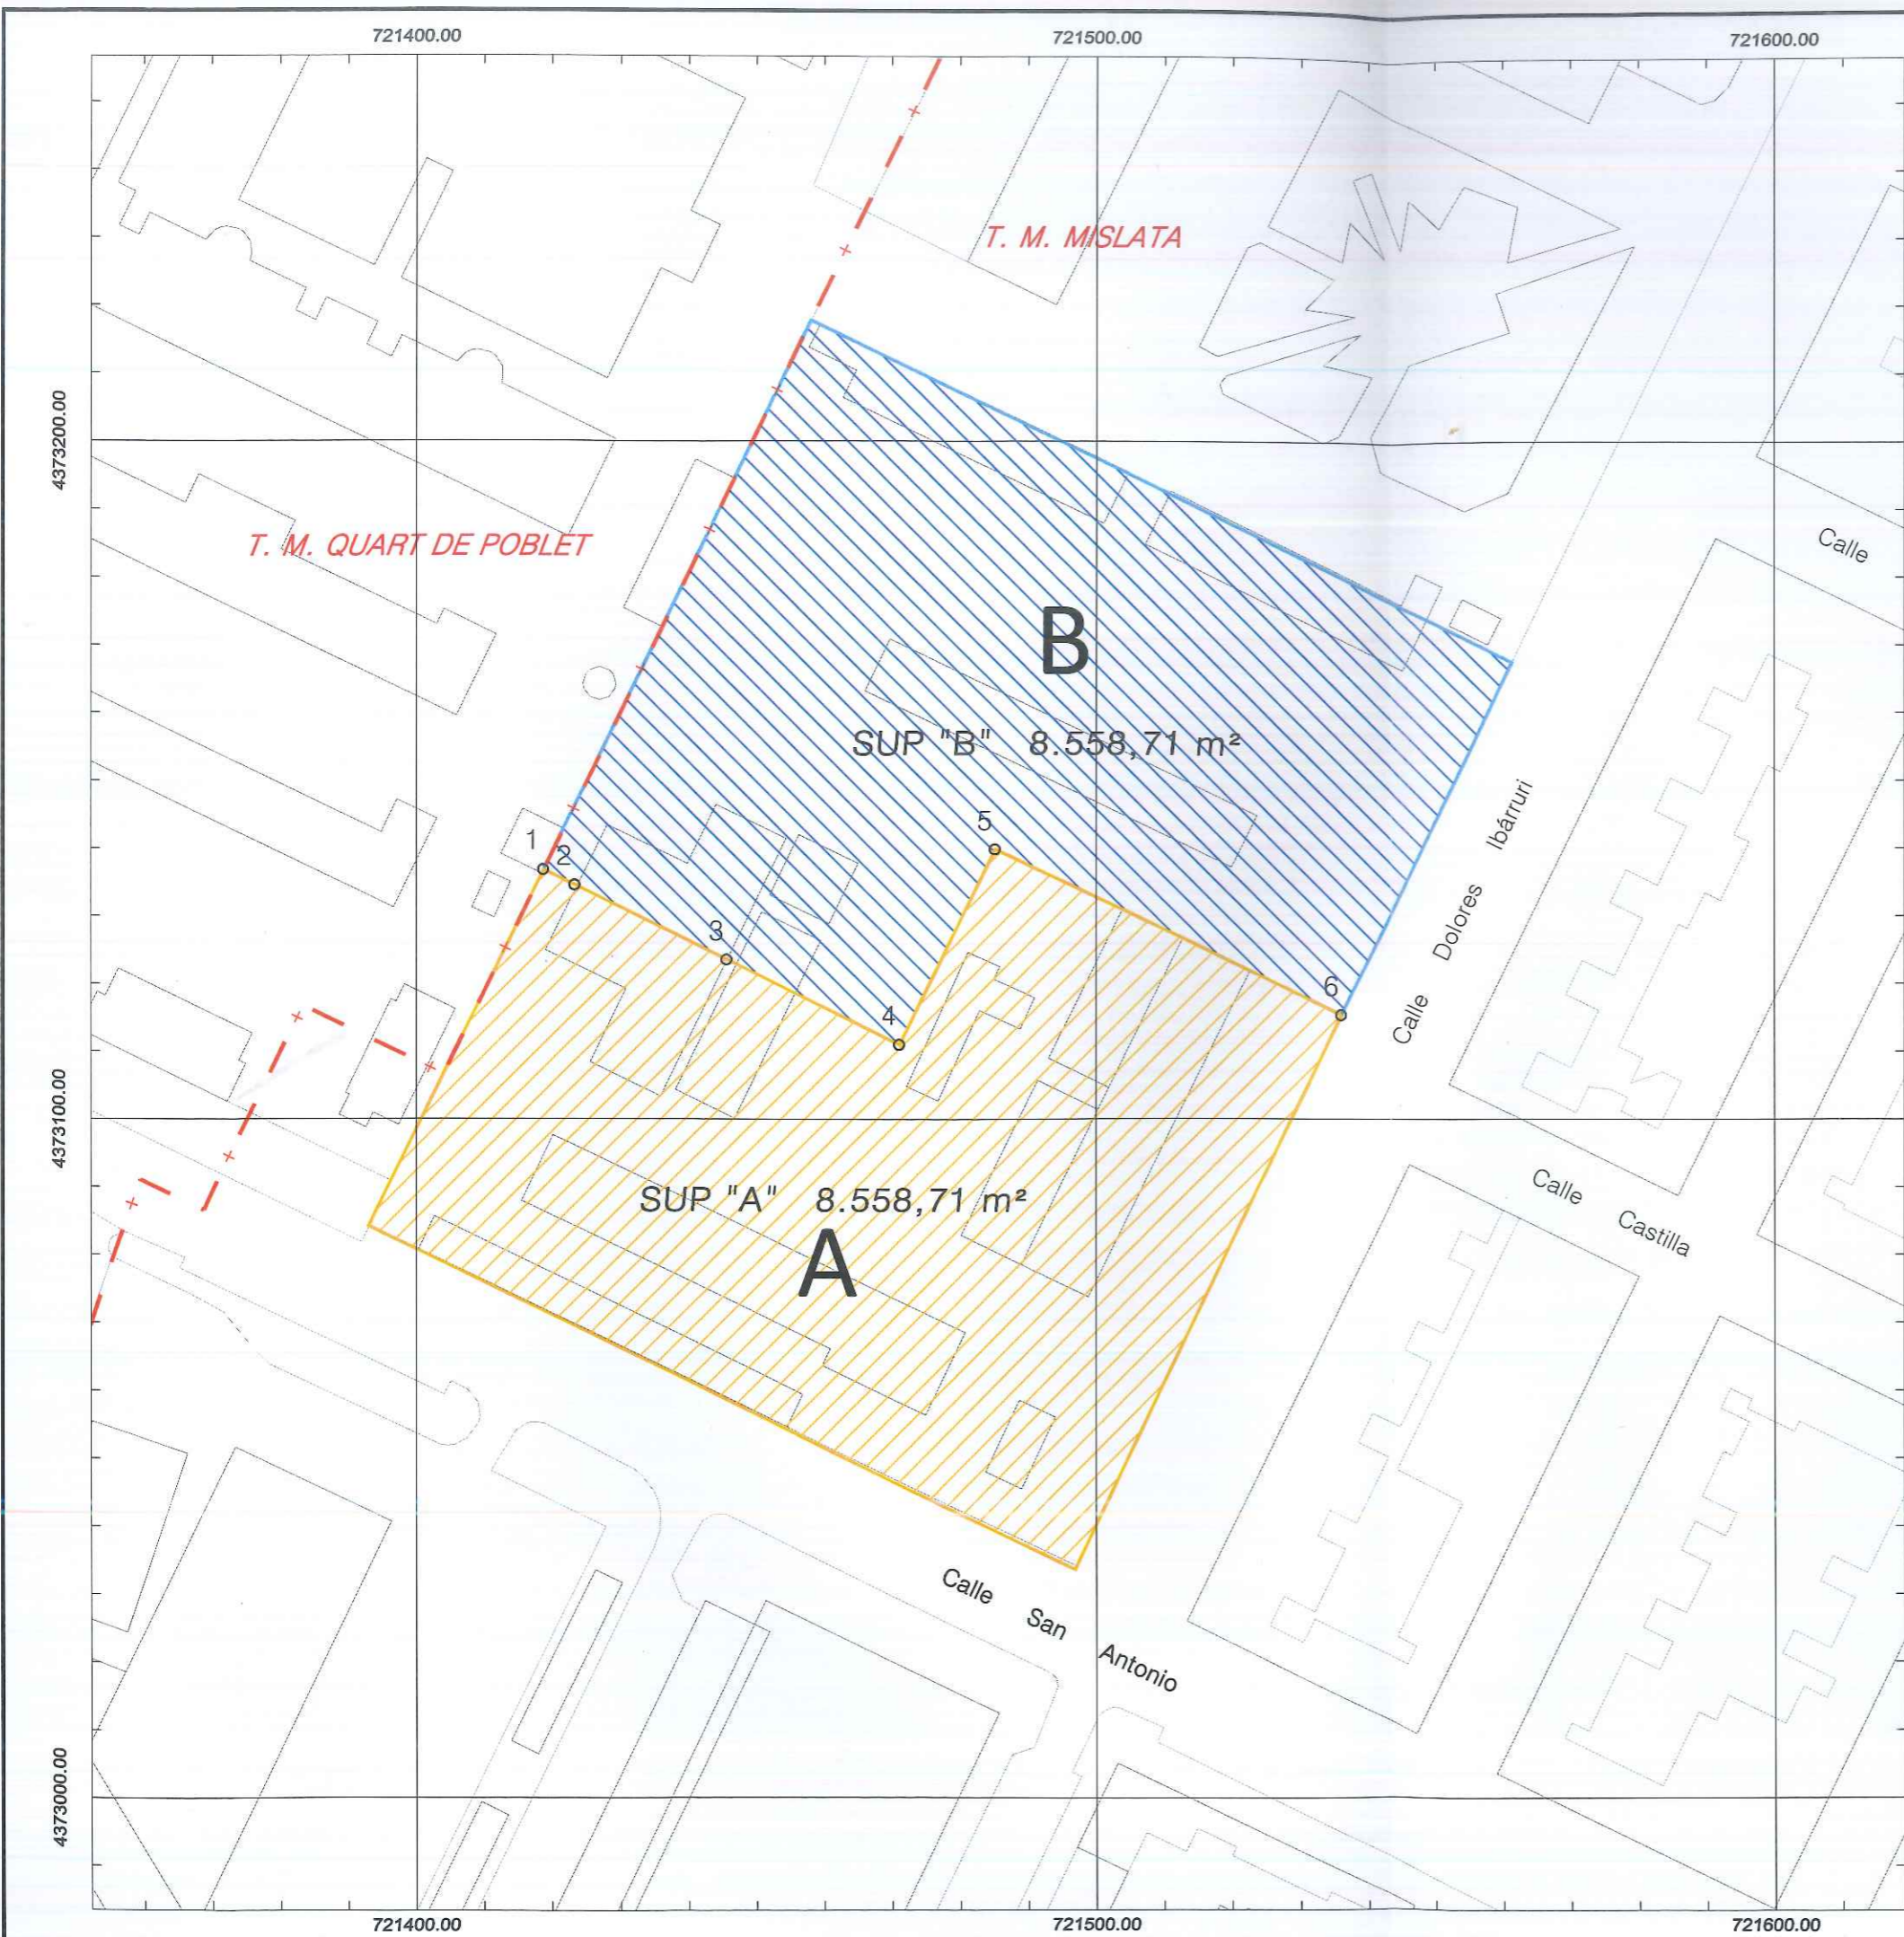 721400.00
721500.00
721600.00
T. M. MISLATA
4373200.00
T. M. QUART DE POBLET
Calle
B
SUP "B" 8.558,71 m²
Calle Dolores Ibárruri
1
2
3
4
5
6
4373100.00
SUP "A" 8.558,71 m²
A
Calle Castilla
Calle San Antonio
4373000.00
721400.00
721500.00
721600.00